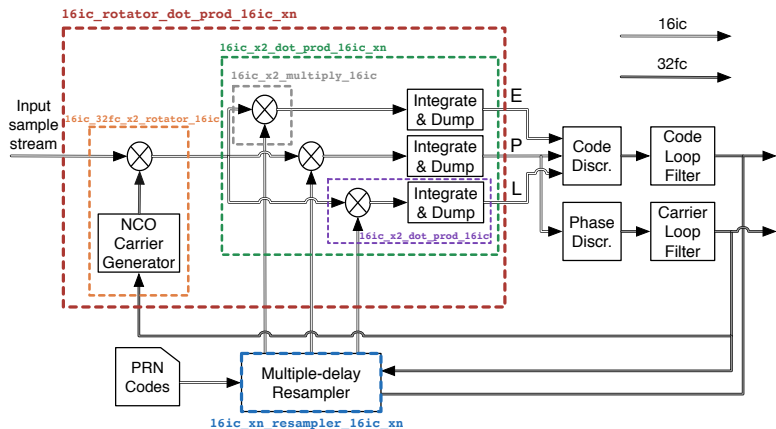 16ic_rotator_dot_prod_16ic_xn
16ic
32fc
16ic_x2_dot_prod_16ic_xn
16ic_x2_multiply_16ic
Input
sample
stream
16ic_32fc_x2_rotator_16ic
Integrate
& Dump
E
Integrate
& Dump
P
Integrate
& Dump
L
16ic_x2_dot_prod_16ic
Code
Discr.
Code
Loop
Filter
Phase
Discr.
Carrier
Loop
Filter
NCO
Carrier
Generator
PRN
Codes
Multiple-delay
Resampler
16ic_xn_resampler_16ic_xn